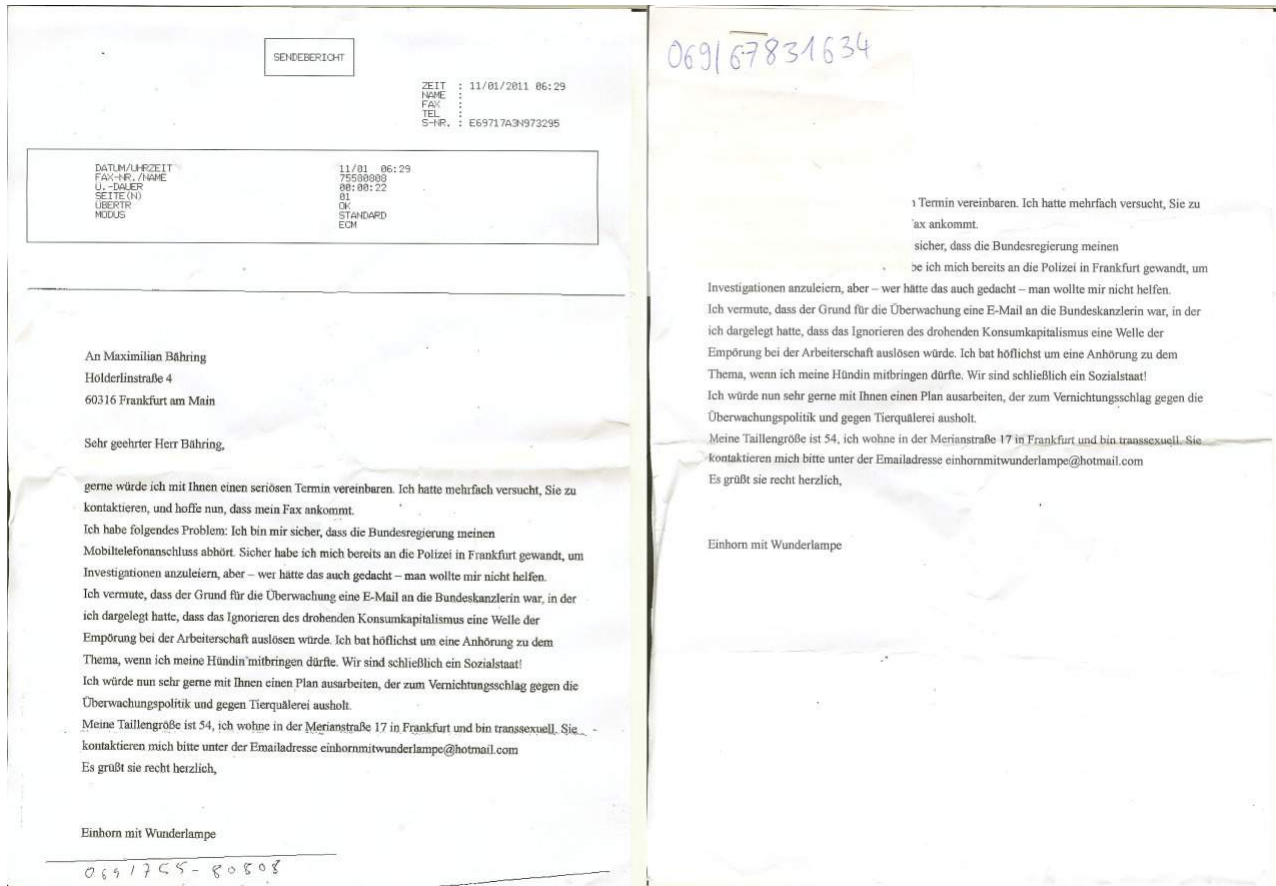 SENDEBERICHT
ZEIT : 11/01/2011 06:29
NAME :
FAX :
TEL :
S-NR. : E69717A3N973295
DATUM/UHRZEIT 11/01 06:29
FAX-NR./NAME 75580808
Ü.-DAUER 00:00:22
SEITE(N) 01
ÜBERTR OK
MODUS STANDARD
ECM
An Maximilian Bähring
Hölderlinstraße 4
60316 Frankfurt am Main
Sehr geehrter Herr Bähring,
gerne würde ich mit Ihnen einen seriösen Termin vereinbaren. Ich hatte mehrfach versucht, Sie zu
kontaktieren, und hoffe nun, dass mein Fax ankommt.
Ich habe folgendes Problem: Ich bin mir sicher, dass die Bundesregierung meinen
Mobiltelefonanschluss abhört. Sicher habe ich mich bereits an die Polizei in Frankfurt gewandt, um
Investigationen anzuleiern, aber – wer hätte das auch gedacht – man wollte mir nicht helfen.
Ich vermute, dass der Grund für die Überwachung eine E-Mail an die Bundeskanzlerin war, in der
ich dargelegt hatte, dass das Ignorieren des drohenden Konsumkapitalismus eine Welle der
Empörung bei der Arbeiterschaft auslösen würde. Ich bat höflichst um eine Anhörung zu dem
Thema, wenn ich meine Hündin mitbringen dürfte. Wir sind schließlich ein Sozialstaat!
Ich würde nun sehr gerne mit Ihnen einen Plan ausarbeiten, der zum Vernichtungsschlag gegen die
Überwachungspolitik und gegen Tierquälerei ausholt.
Meine Taillengröße ist 54, ich wohne in der Merianstraße 17 in Frankfurt und bin transsexuell. Sie
kontaktieren mich bitte unter der Emailadresse einhornmitwunderlampe@hotmail.com
Es grüßt sie recht herzlich,
Einhorn mit Wunderlampe
069/755-80808
069/67831634
Termin vereinbaren. Ich hatte mehrfach versucht, Sie zu
ax ankommt.
sicher, dass die Bundesregierung meinen
be ich mich bereits an die Polizei in Frankfurt gewandt, um
Investigationen anzuleiern, aber – wer hätte das auch gedacht – man wollte mir nicht helfen.
Ich vermute, dass der Grund für die Überwachung eine E-Mail an die Bundeskanzlerin war, in der
ich dargelegt hatte, dass das Ignorieren des drohenden Konsumkapitalismus eine Welle der
Empörung bei der Arbeiterschaft auslösen würde. Ich bat höflichst um eine Anhörung zu dem
Thema, wenn ich meine Hündin mitbringen dürfte. Wir sind schließlich ein Sozialstaat!
Ich würde nun sehr gerne mit Ihnen einen Plan ausarbeiten, der zum Vernichtungsschlag gegen die
Überwachungspolitik und gegen Tierquälerei ausholt.
Meine Taillengröße ist 54, ich wohne in der Merianstraße 17 in Frankfurt und bin transsexuell. Sie
kontaktieren mich bitte unter der Emailadresse einhornmitwunderlampe@hotmail.com
Es grüßt sie recht herzlich,
Einhorn mit Wunderlampe